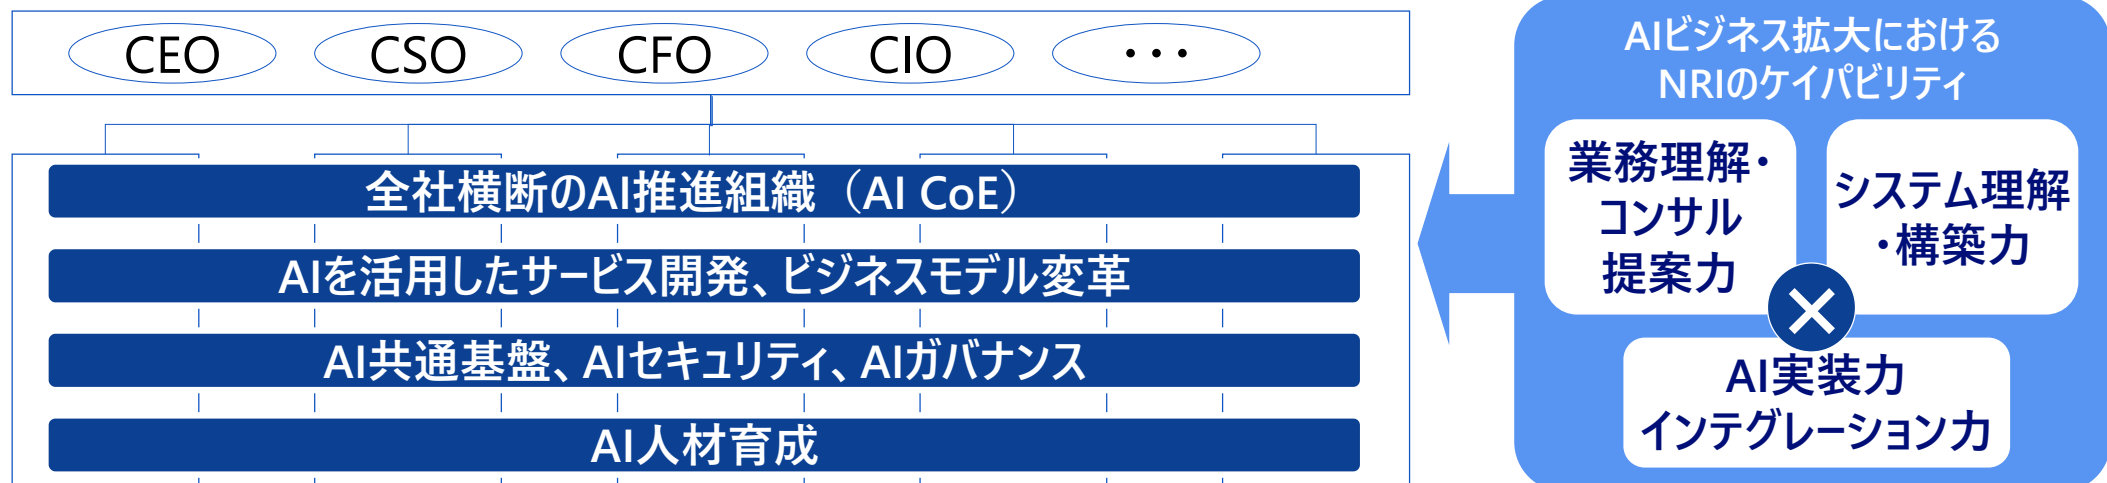 CEO
CSO
CFO
CIO
・・・
全社横断のAI推進組織（AI CoE）
AIを活用したサービス開発、ビジネスモデル変革
AI共通基盤、AIセキュリティ、AIガバナンス
AI人材育成
AIビジネス拡大における
NRIのケイパビリティ
業務理解・
コンサル
提案力
システム理解
・構築力
×
AI実装力
インテグレーション力